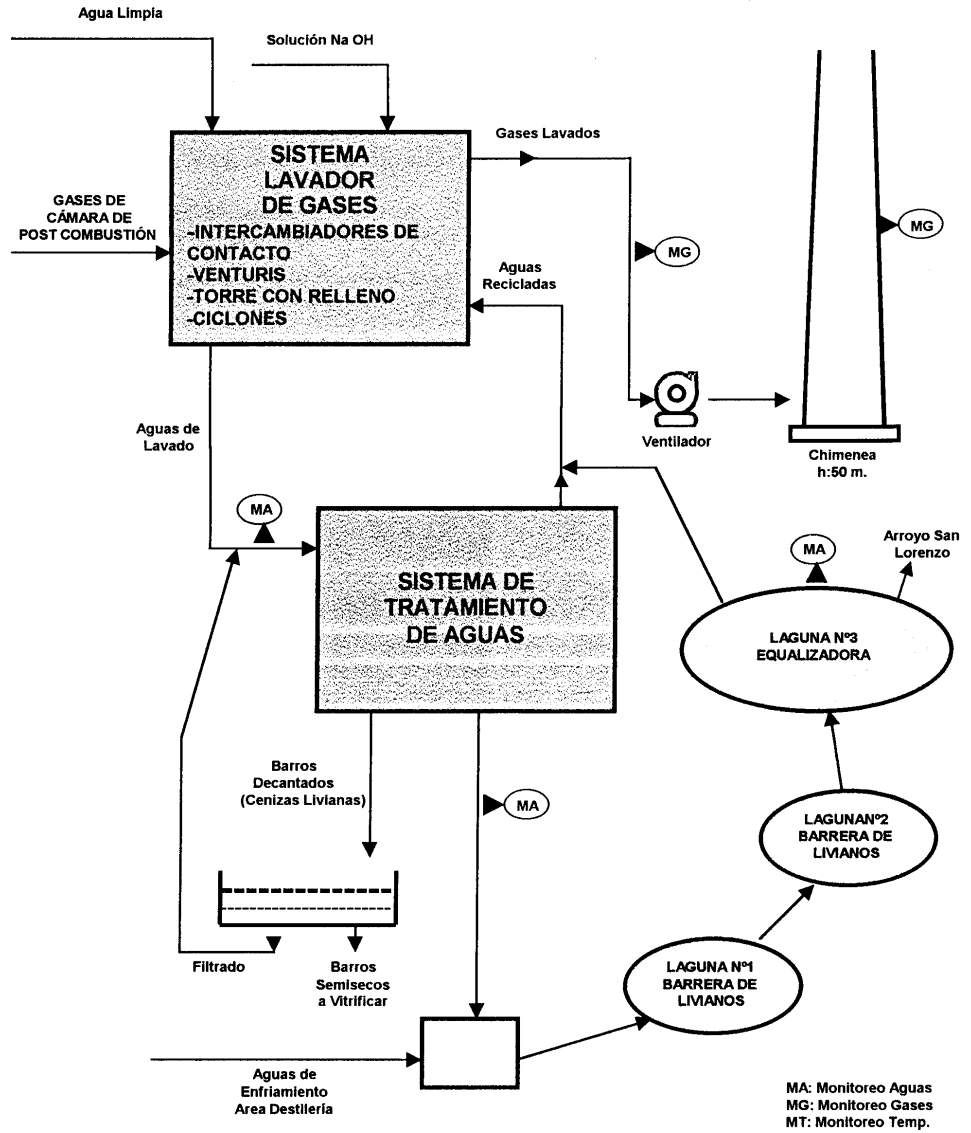 Agua Limpia
Solución Na OH
SISTEMA
LAVADOR
DE GASES
-INTERCAMBIADORES DE
CONTACTO
-VENTURIS
-TORRE CON RELLENO
-CICLONES
GASES DE
CÁMARA DE
POST COMBUSTIÓN
Gases Lavados
MG
MG
Aguas
Recicladas
Ventilador
Chimenea
h:50 m.
Aguas de
Lavado
MA
SISTEMA DE
TRATAMIENTO
DE AGUAS
MA
Arroyo San
Lorenzo
LAGUNA Nº3
EQUALIZADORA
Barros
Decantados
(Cenizas Livianas)
MA
LAGUNANº2
BARRERA DE
LIVIANOS
LAGUNA Nº1
BARRERA DE
LIVIANOS
Filtrado
Barros
Semisecos
a Vitrificar
Aguas de
Enfriamiento
Area Destilería
MA: Monitoreo Aguas
MG: Monitoreo Gases
MT: Monitoreo Temp.